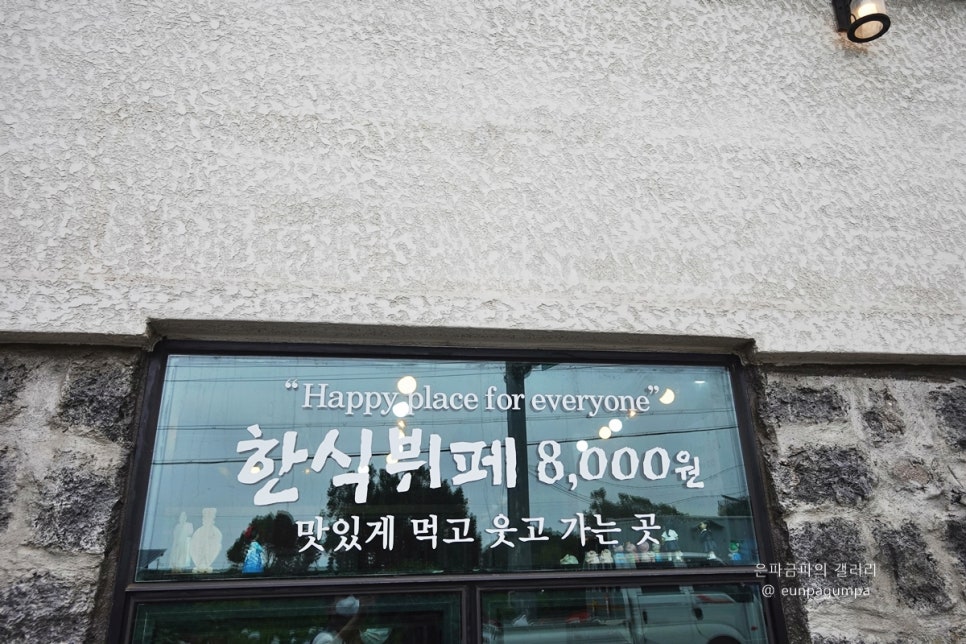 “Happy place for everyone”
한식뷔페 8,000원
맛있게 먹고 웃고 가는 곳
은파금파의 갤러리
@ eunpagumpa